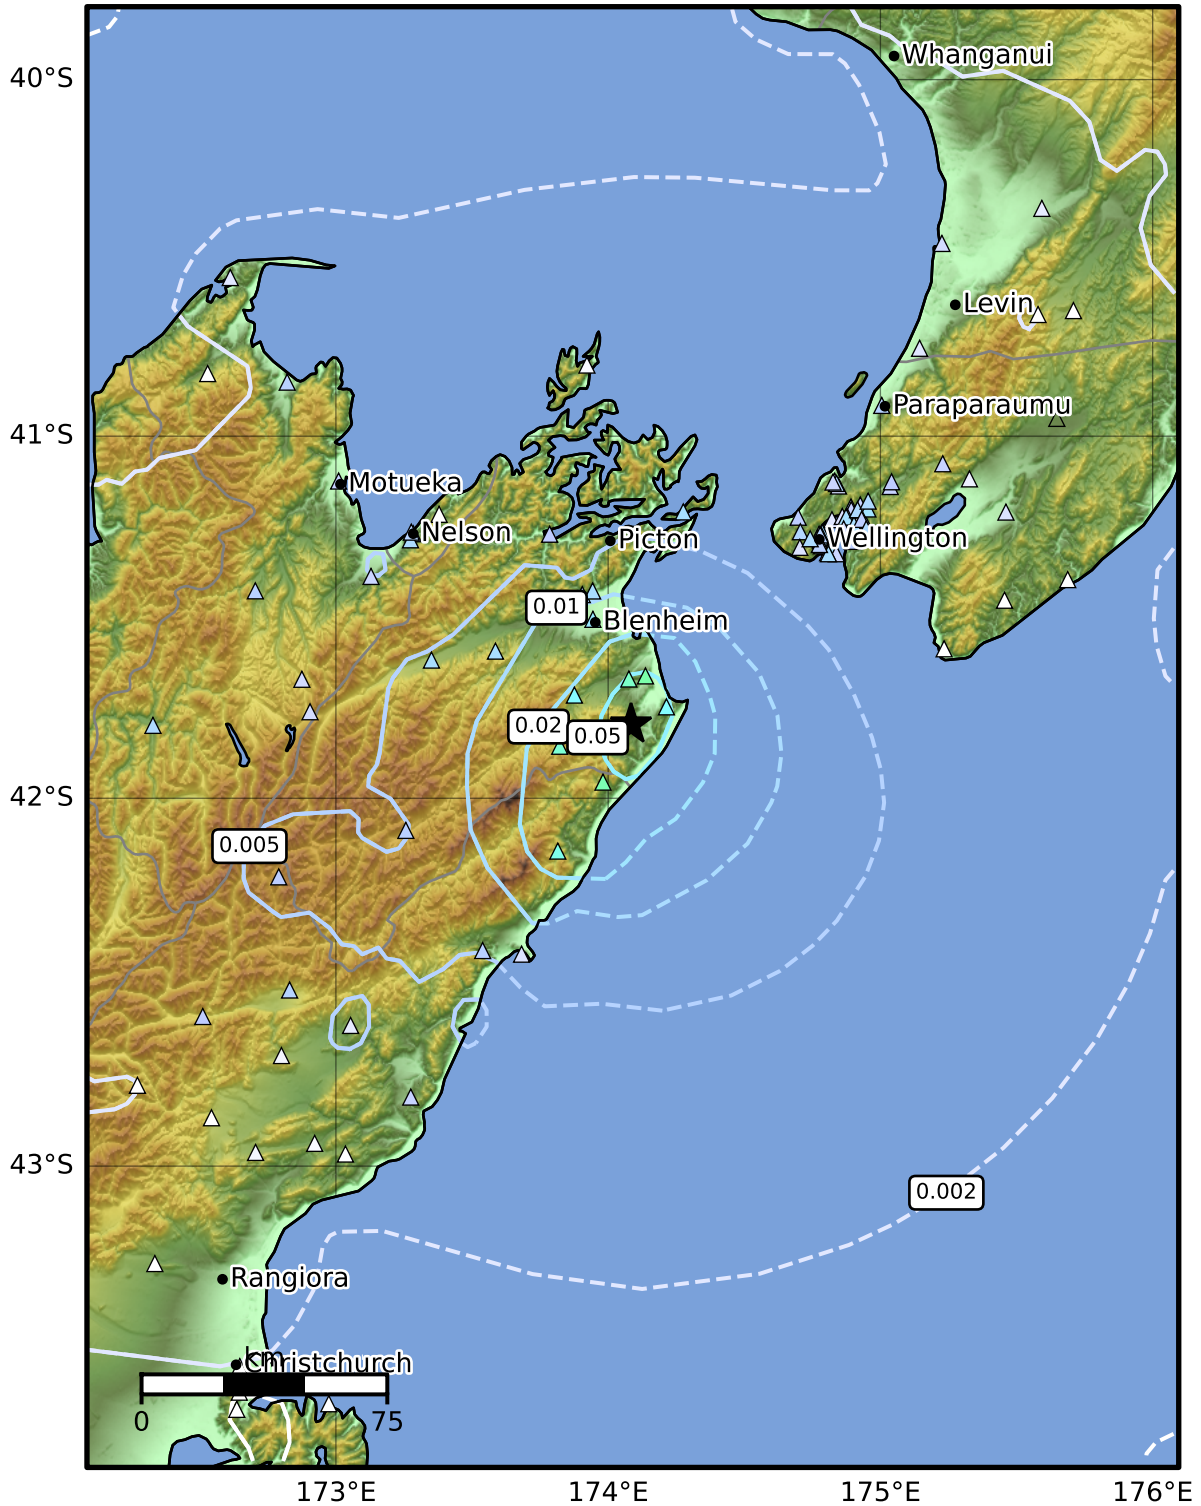 Whanganui
40°S
Levin
Paraparaumu
41°S
Motueka
Nelson
Picton
Wellington
0.01
Blenheim
0.02
0.05
42°S
0.005
43°S
0.002
Rangiora
km
Christchurch
0
75
173°E
174°E
175°E
176°E